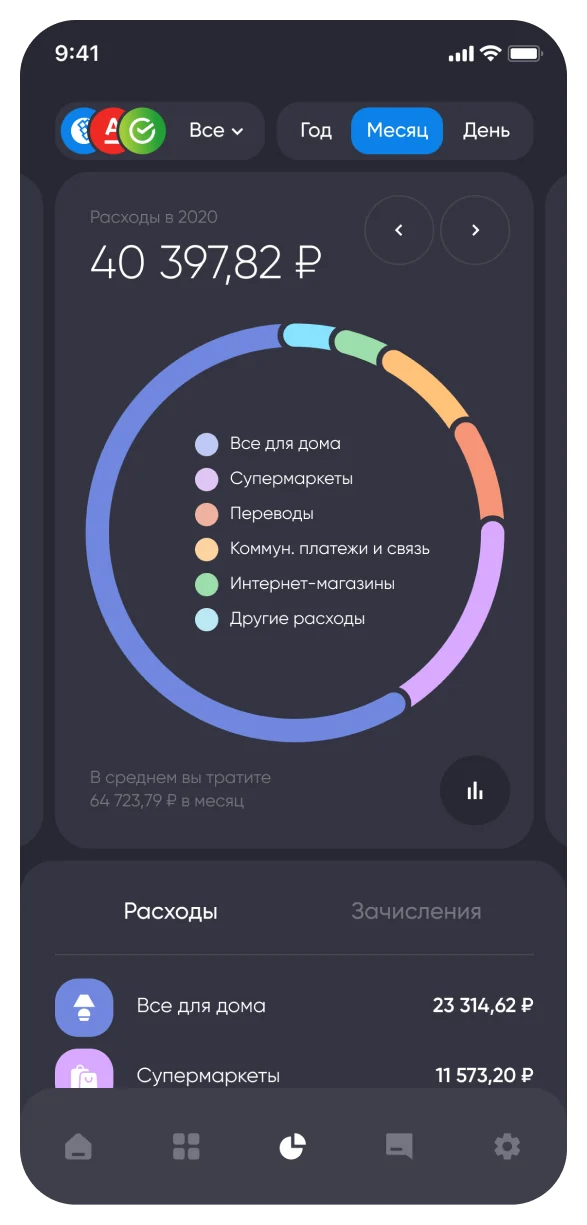 9:41
Все
Год
Месяц
День
Расходы в 2020
40 397,82 ₽
Все для дома
Супермаркеты
Переводы
Коммун. платежи и связь
Интернет-магазины
Другие расходы
В среднем вы тратите
64 723,79 ₽ в месяц
Расходы
Зачисления
Все для дома
23 314,62 ₽
Супермаркеты
11 573,20 ₽